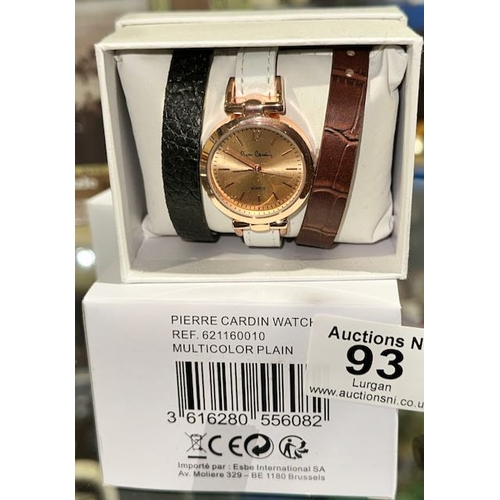 Pierre Cardin
PIERRE CARDIN WATCH
REF. 621160010
MULTICOLOR PLAIN
3 616280 556082
Importé par : Esbe International SA
Av. Moliere 329 – BE 1180 Brussels
Auctions N
93
Lurgan
www.auctionsni.co.u